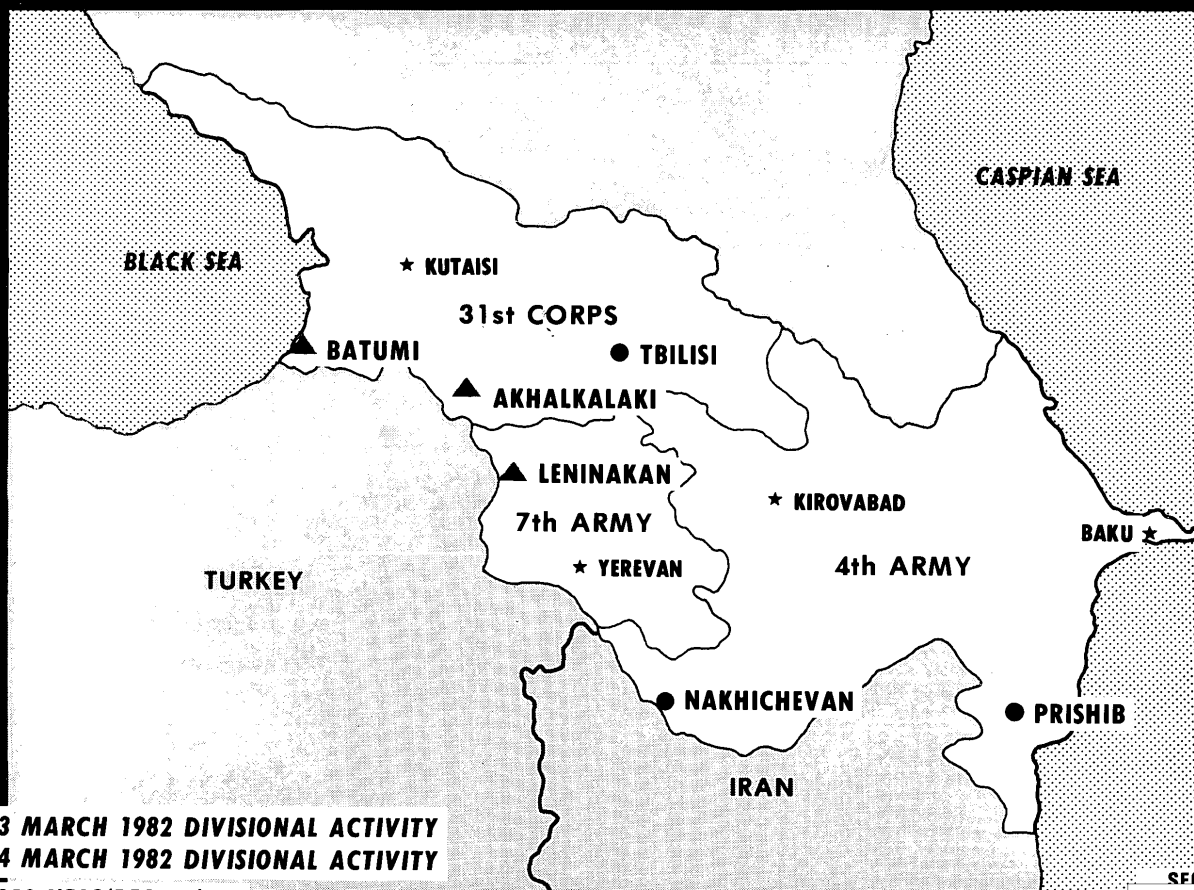 CASPIAN SEA
BLACK SEA
★ KUTAISI
31st CORPS
▲ BATUMI
● TBILISI
▲ AKHALKALAKI
▲ LENINAKAN
★ KIROVABAD
7th ARMY
BAKU ★
★ YEREVAN
4th ARMY
TURKEY
● NAKHICHEVAN
● PRISHIB
IRAN
3 MARCH 1982 DIVISIONAL ACTIVITY
4 MARCH 1982 DIVISIONAL ACTIVITY